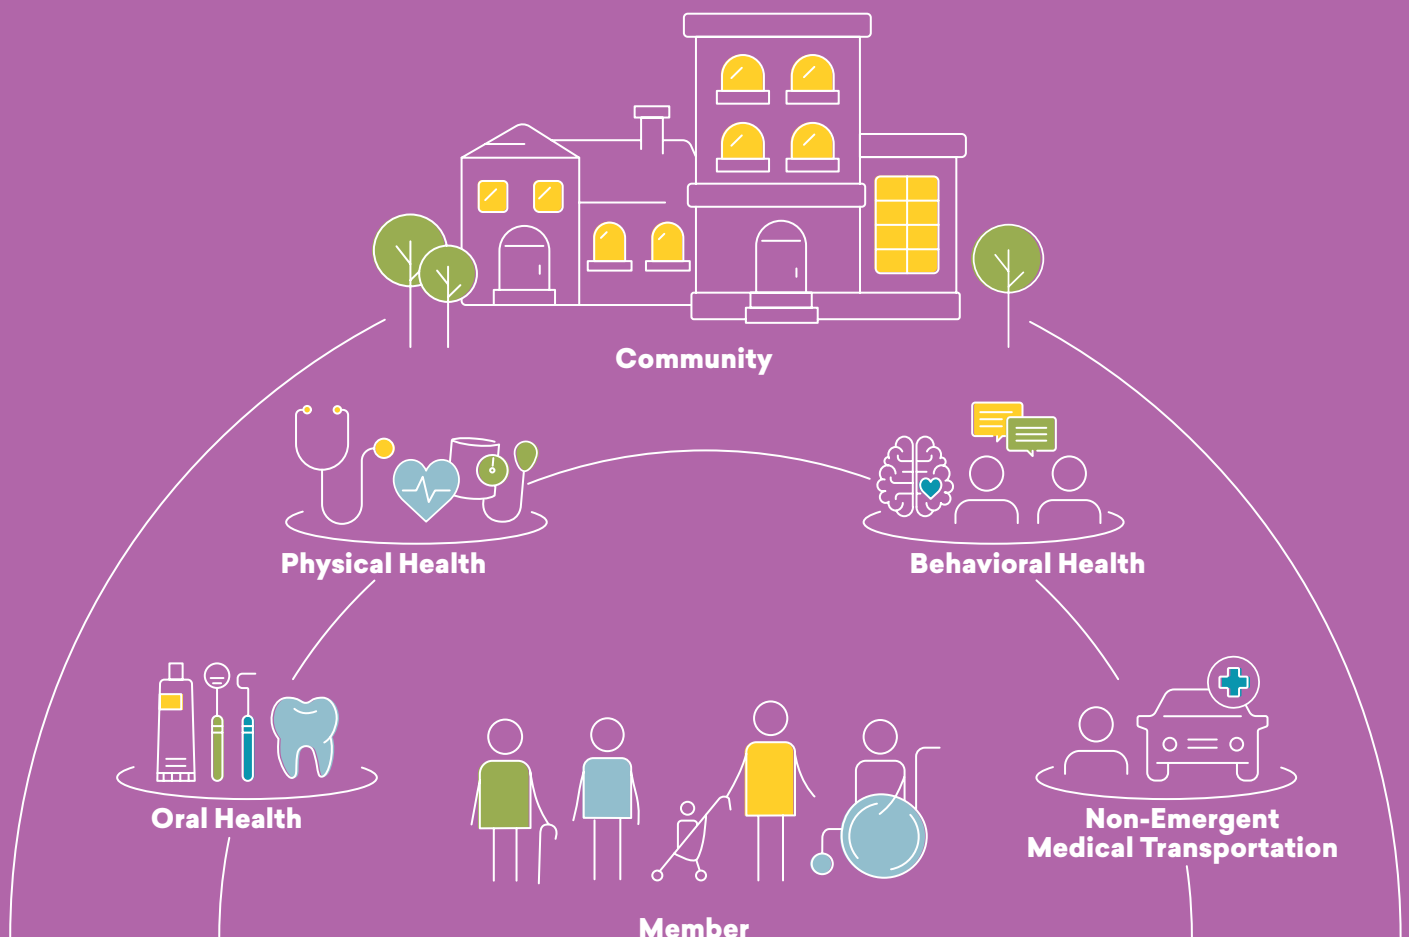 Community
Physical Health
Behavioral Health
Oral Health
Non-Emergent
Medical Transportation
Member